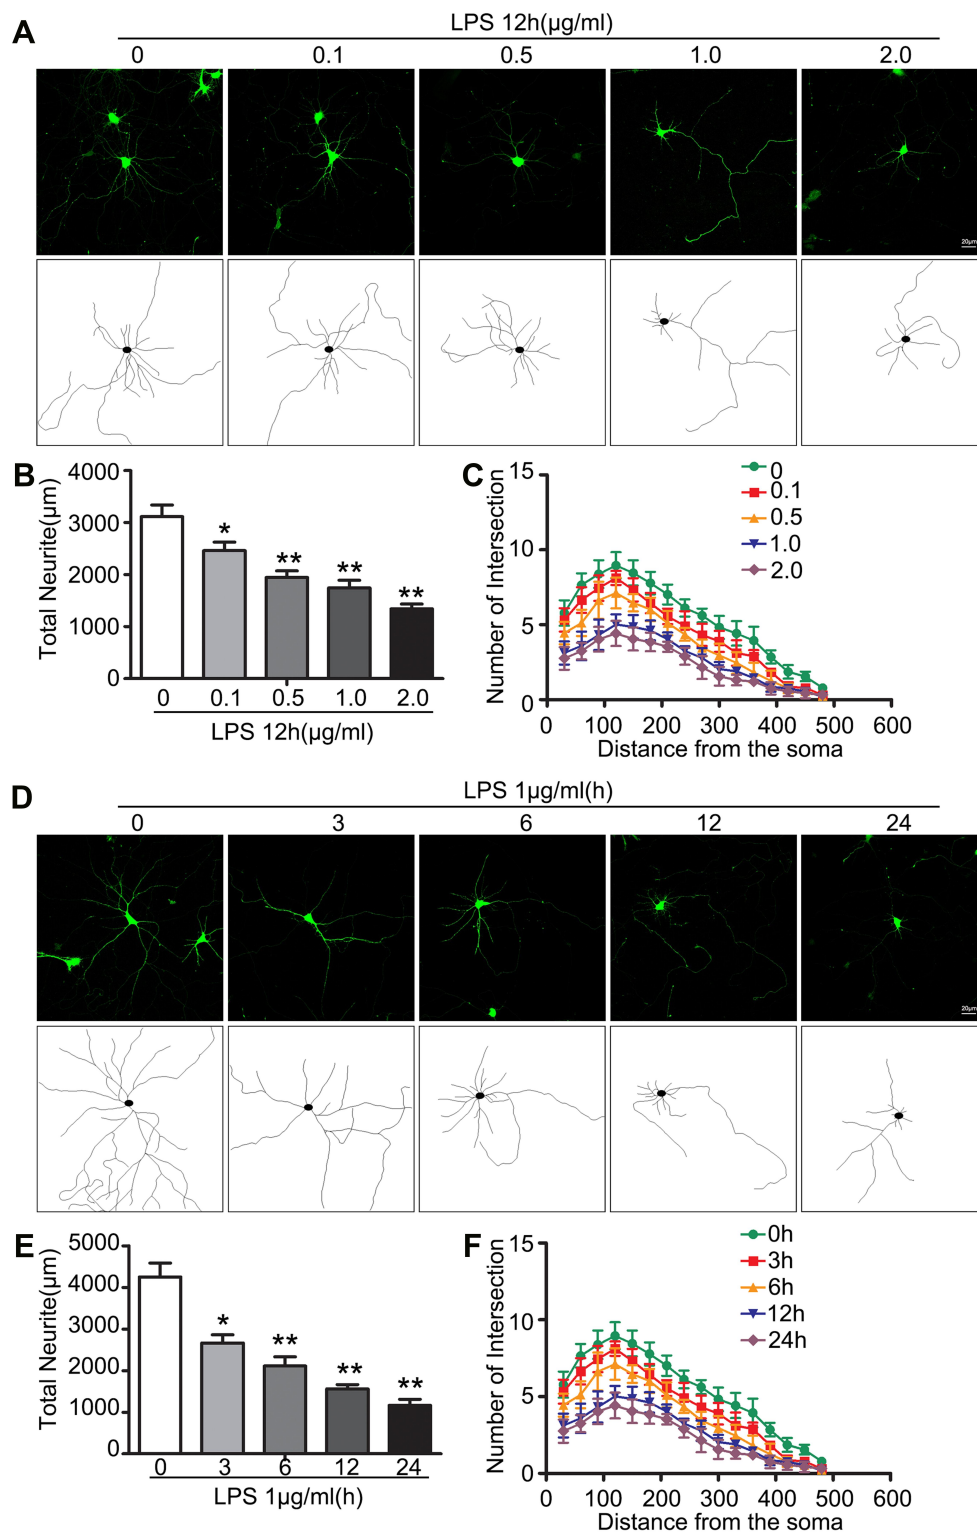 A
LPS 12h(µg/ml)
0 0.1 0.5 1.0 2.0
20µm
B
Total Neurite(µm)
4000
3000
2000
1000
0
* ** ** **
0 0.1 0.5 1.0 2.0
LPS 12h(µg/ml)
C
Number of Intersection
15
10
5
0
0
0.1
0.5
1.0
2.0
0 100 200 300 400 500 600
Distance from the soma
D
LPS 1µg/ml(h)
0 3 6 12 24
20µm
E
Total Neurite(µm)
5000
4000
3000
2000
1000
0
* ** ** **
0 3 6 12 24
LPS 1µg/ml(h)
F
Number of Intersection
15
10
5
0
0h
3h
6h
12h
24h
0 100 200 300 400 500 600
Distance from the soma